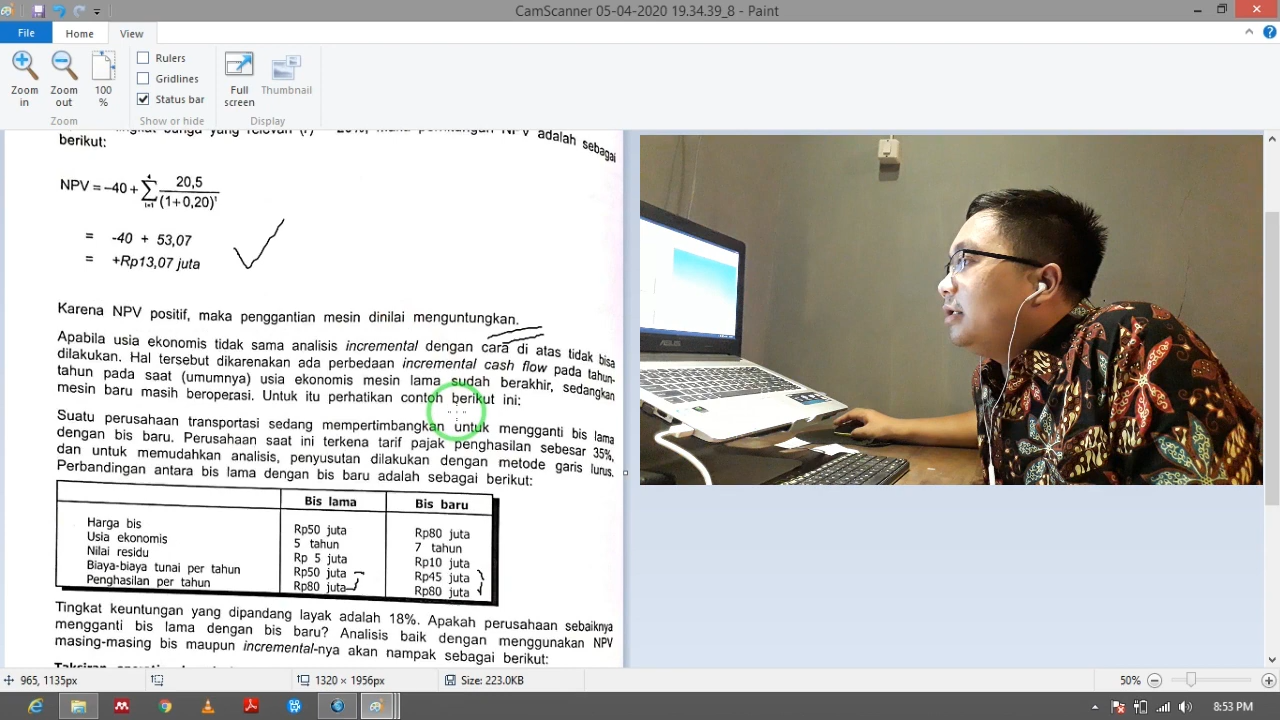 CamScanner 05-04-2020 19.34.39_8 - Paint
File
Home
View
Zoom in
Zoom out
100 %
Rulers
Gridlines
Status bar
Full screen
Thumbnail
Zoom
Show or hide
Display
NPV adalah sebagai
berikut:
NPV = –40 + 4 ∑ t=1 20,5 / (1+0,20)¹
= -40 + 53,07
= +Rp13,07 juta
Karena NPV positif, maka penggantian mesin dinilai menguntungkan.
Apabila usia ekonomis tidak sama analisis incremental dengan cara di atas tidak bisa
dilakukan. Hal tersebut dikarenakan ada perbedaan incremental cash flow pada tahun-
tahun pada saat (umumnya) usia ekonomis mesin lama sudah berakhir, sedangkan
mesin baru masih beroperasi. Untuk itu perhatikan contoh berikut ini:
Suatu perusahaan transportasi sedang mempertimbangkan untuk mengganti bis lama
dengan bis baru. Perusahaan saat ini terkena tarif pajak penghasilan sebesar 35%,
dan untuk memudahkan analisis, penyusutan dilakukan dengan metode garis lurus.
Perbandingan antara bis lama dengan bis baru adalah sebagai berikut:
Bis lama Bis baru
Harga bis Rp50 juta Rp80 juta
Usia ekonomis 5 tahun 7 tahun
Nilai residu Rp 5 juta Rp10 juta
Biaya-biaya tunai per tahun Rp50 juta Rp45 juta
Penghasilan per tahun Rp80 juta Rp80 juta
Tingkat keuntungan yang dipandang layak adalah 18%. Apakah perusahaan sebaiknya
mengganti bis lama dengan bis baru? Analisis baik dengan menggunakan NPV
masing-masing bis maupun incremental-nya akan nampak sebagai berikut:
ASUS
965, 1135px
1320 × 1956px
Size: 223.0KB
50%
8:53 PM